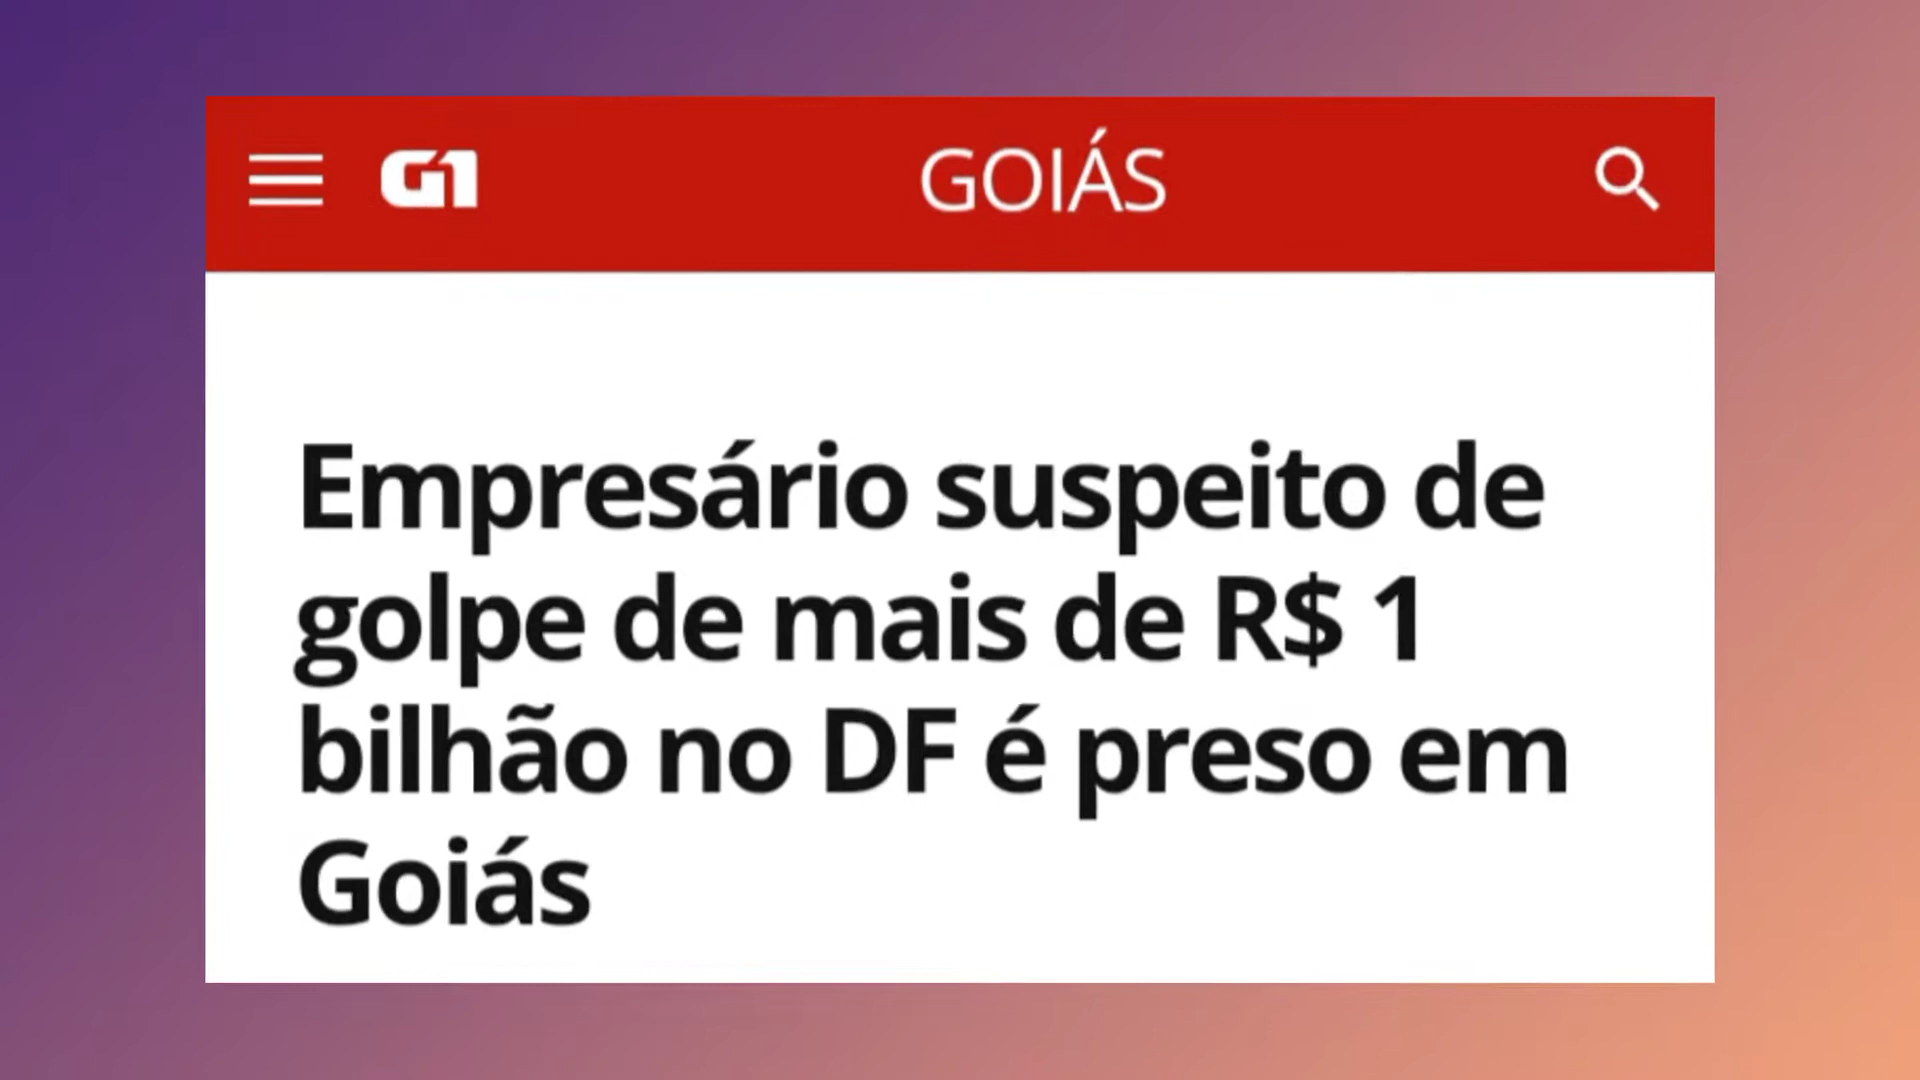 G1
GOIÁS
Empresário suspeito de
golpe de mais de R$ 1
bilhão no DF é preso em
Goiás